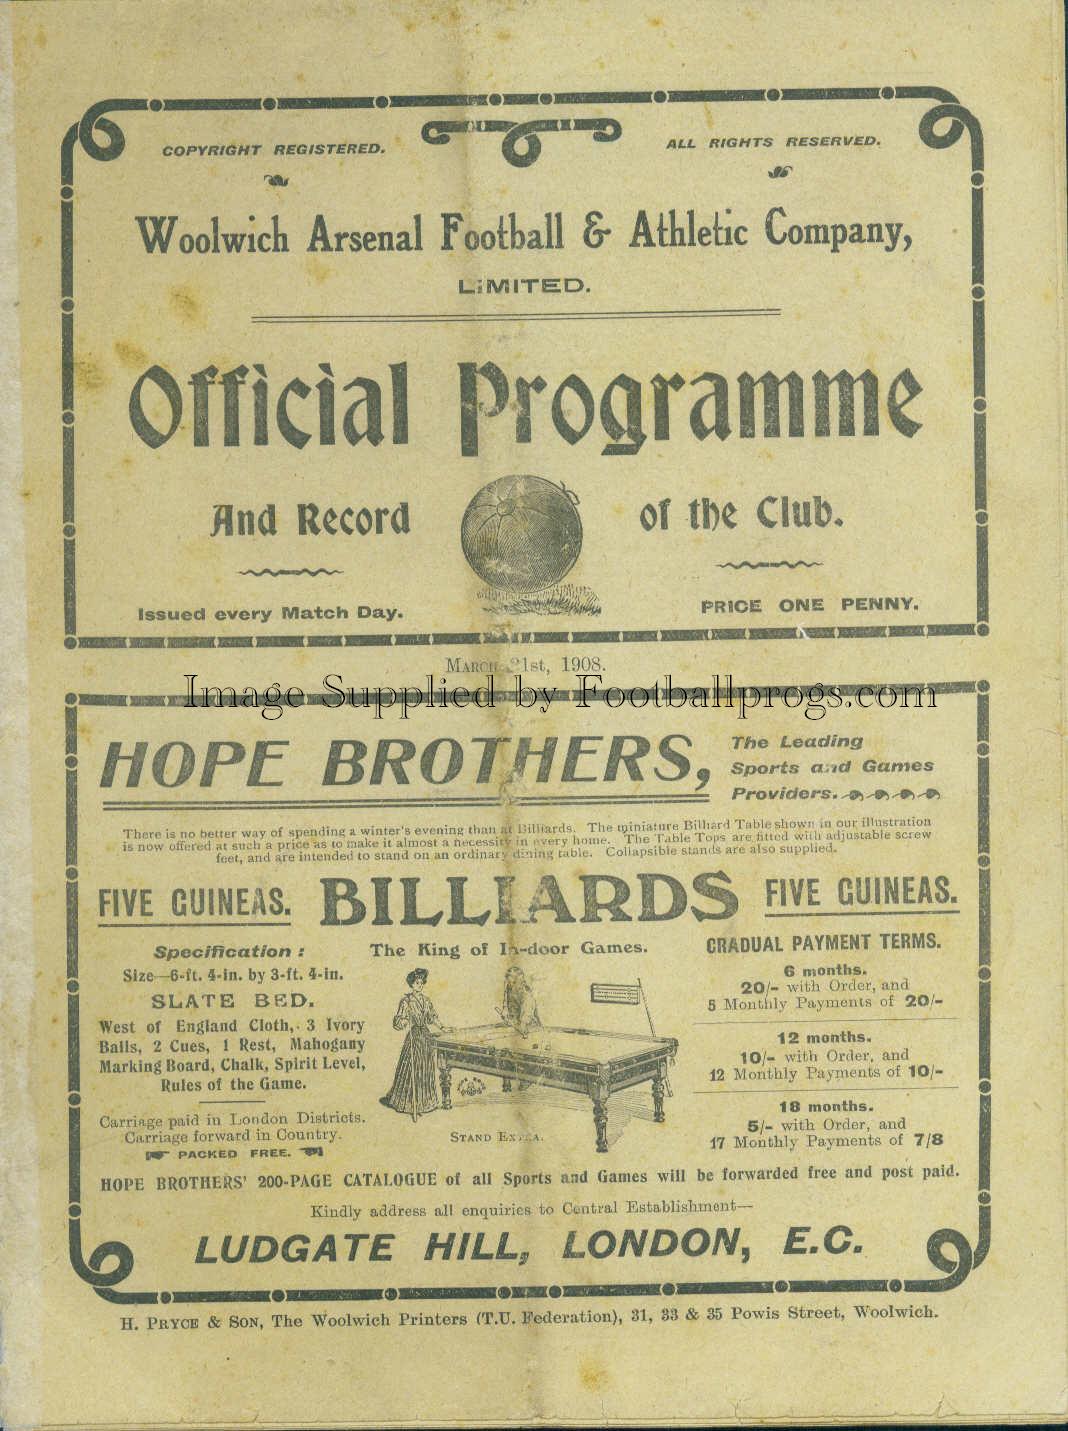 COPYRIGHT REGISTERED.
ALL RIGHTS RESERVED.
Woolwich Arsenal Football & Athletic Company,
LIMITED.
Official Programme
And Record of the Club.
Issued every Match Day.
PRICE ONE PENNY.
March 21st, 1908.
Image Supplied by Footballprogs.com
HOPE BROTHERS,
The Leading
Sports and Games
Providers.
There is no better way of spending a winter's evening than at Billiards. The miniature Billiard Table shown in our illustration
is now offered at such a price as to make it almost a necessity in every home. The Table Tops are fitted with adjustable screw
feet, and are intended to stand on an ordinary dining table. Collapsible stands are also supplied.
FIVE GUINEAS. BILLIARDS FIVE GUINEAS.
The King of In-door Games.
Specification:
Size—6-ft. 4-in. by 3-ft. 4-in.
SLATE BED.
West of England Cloth, 3 Ivory
Balls, 2 Cues, 1 Rest, Mahogany
Marking Board, Chalk, Spirit Level,
Rules of the Game.
Carriage paid in London Districts.
Carriage forward in Country.
PACKED FREE.
STAND EXTRA.
GRADUAL PAYMENT TERMS.
6 months.
20/- with Order, and
5 Monthly Payments of 20/-
12 months.
10/- with Order, and
12 Monthly Payments of 10/-
18 months.
5/- with Order, and
17 Monthly Payments of 7/8
HOPE BROTHERS' 200-PAGE CATALOGUE of all Sports and Games will be forwarded free and post paid.
Kindly address all enquiries to Central Establishment—
LUDGATE HILL, LONDON, E.C.
H. PRYCE & SON, The Woolwich Printers (T.U. Federation), 31, 33 & 35 Powis Street, Woolwich.